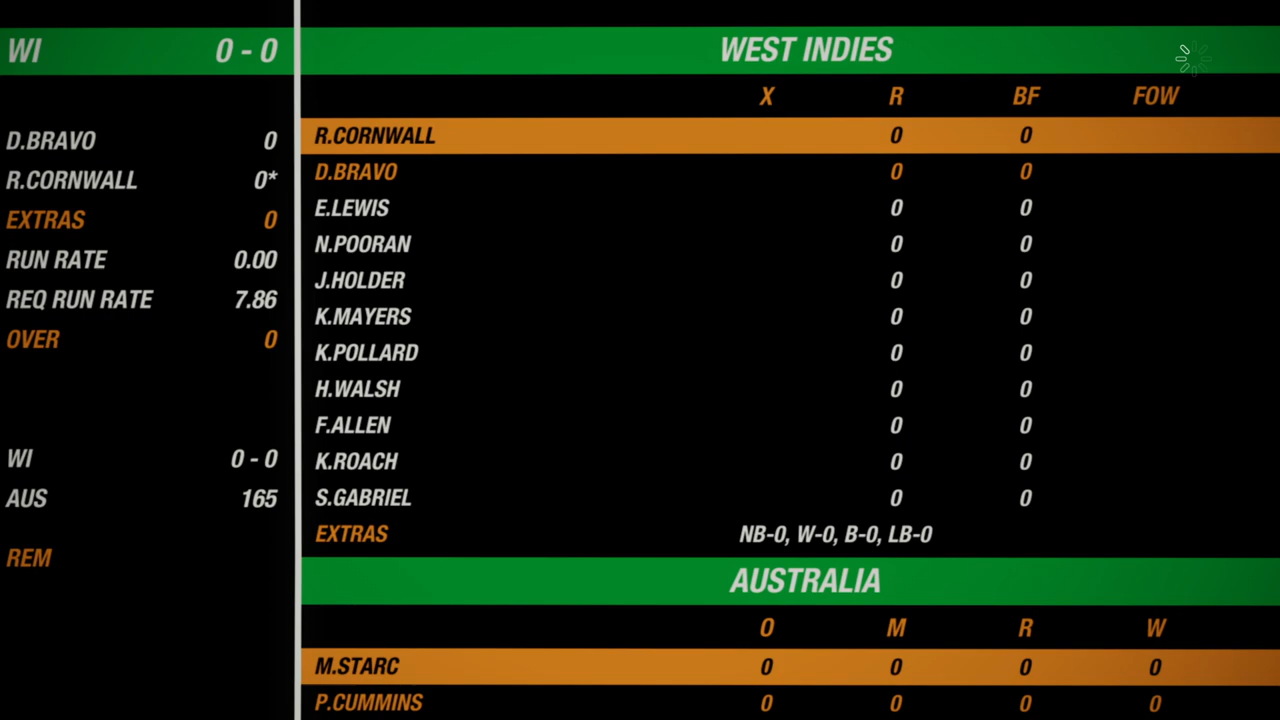 WI 0 - 0
D.BRAVO 0
R.CORNWALL 0*
EXTRAS 0
RUN RATE 0.00
REQ RUN RATE 7.86
OVER 0
WI 0 - 0
AUS 165
REM
WEST INDIES
X R BF FOW
R.CORNWALL 0 0
D.BRAVO 0 0
E.LEWIS 0 0
N.POORAN 0 0
J.HOLDER 0 0
K.MAYERS 0 0
K.POLLARD 0 0
H.WALSH 0 0
F.ALLEN 0 0
K.ROACH 0 0
S.GABRIEL 0 0
EXTRAS NB-0, W-0, B-0, LB-0
AUSTRALIA
O M R W
M.STARC 0 0 0 0
P.CUMMINS 0 0 0 0